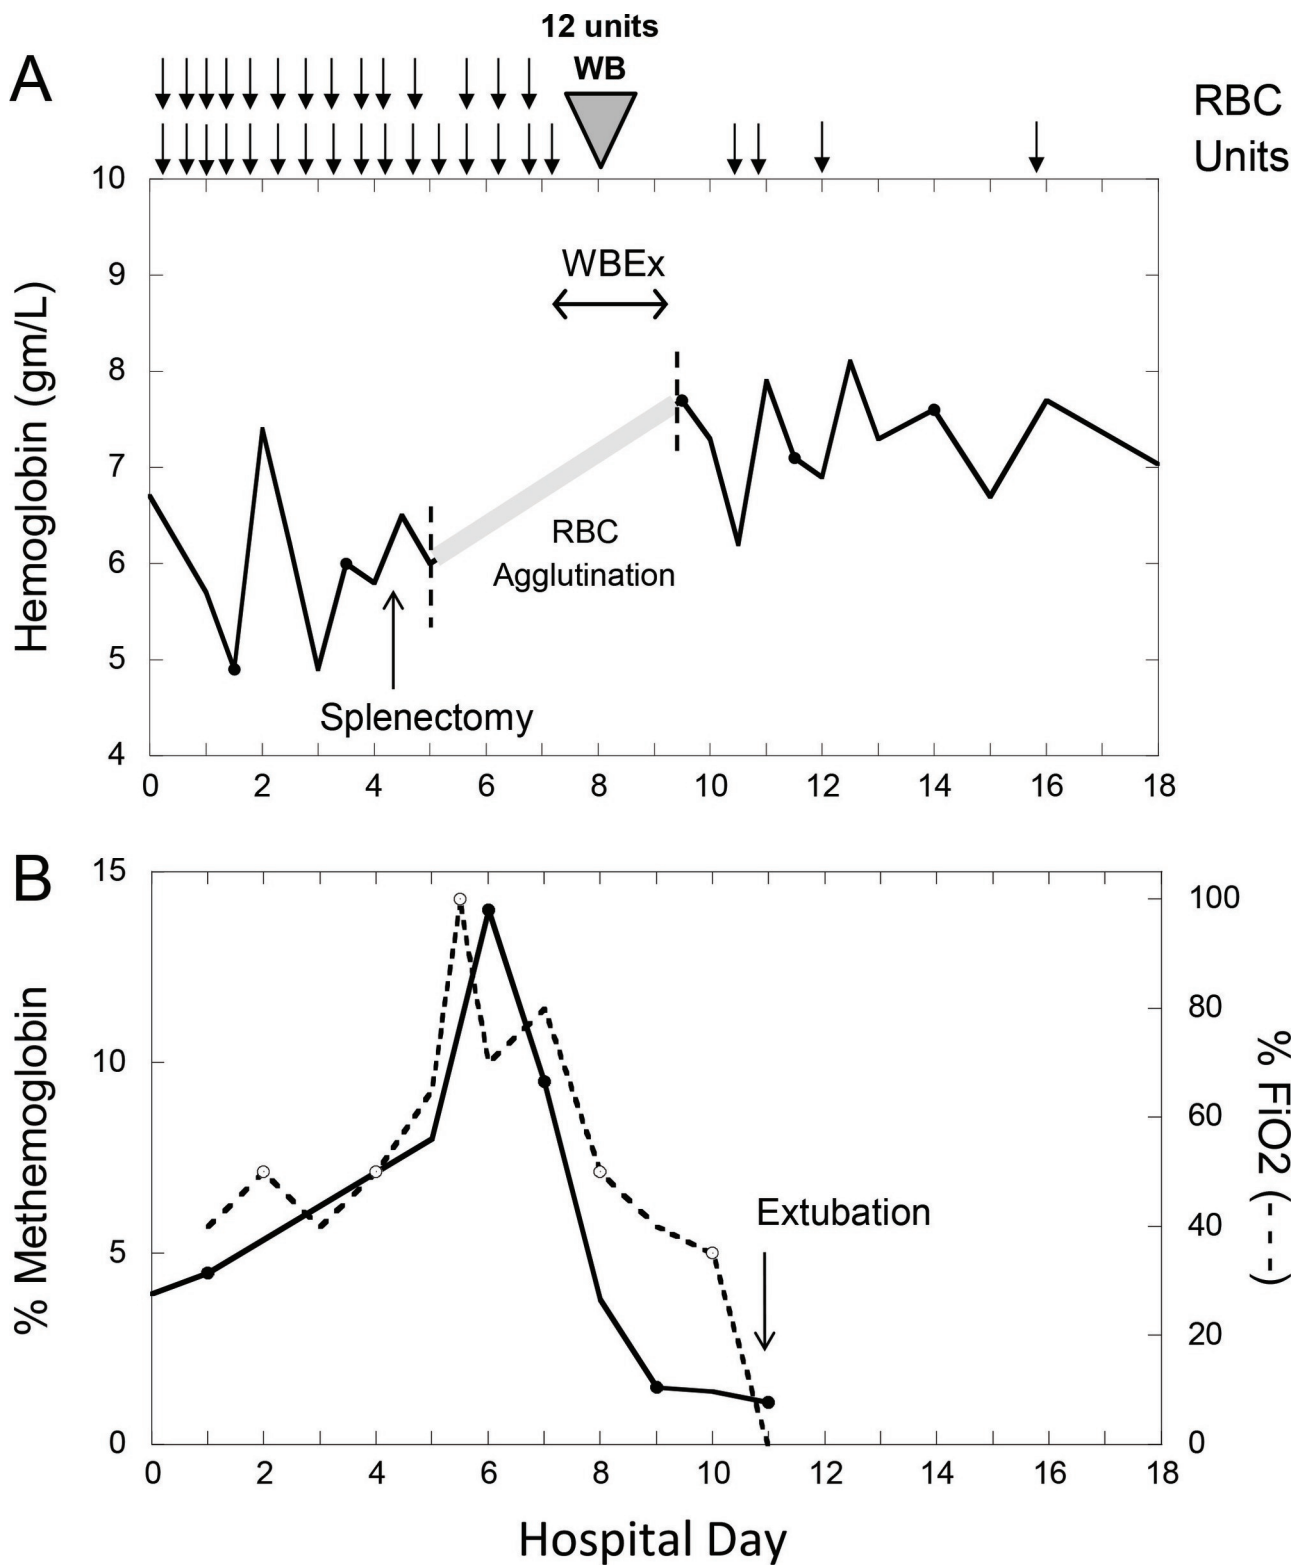 12 units
WB
A
RBC
Units
10
9
8
7
6
5
4
Hemoglobin (gm/L)
WBEx
RBC
Agglutination
Splenectomy
0 2 4 6 8 10 12 14 16 18
B
15
10
5
0
% Methemoglobin
100
80
60
40
20
0
% FiO2 (---)
Extubation
0 2 4 6 8 10 12 14 16 18
Hospital Day